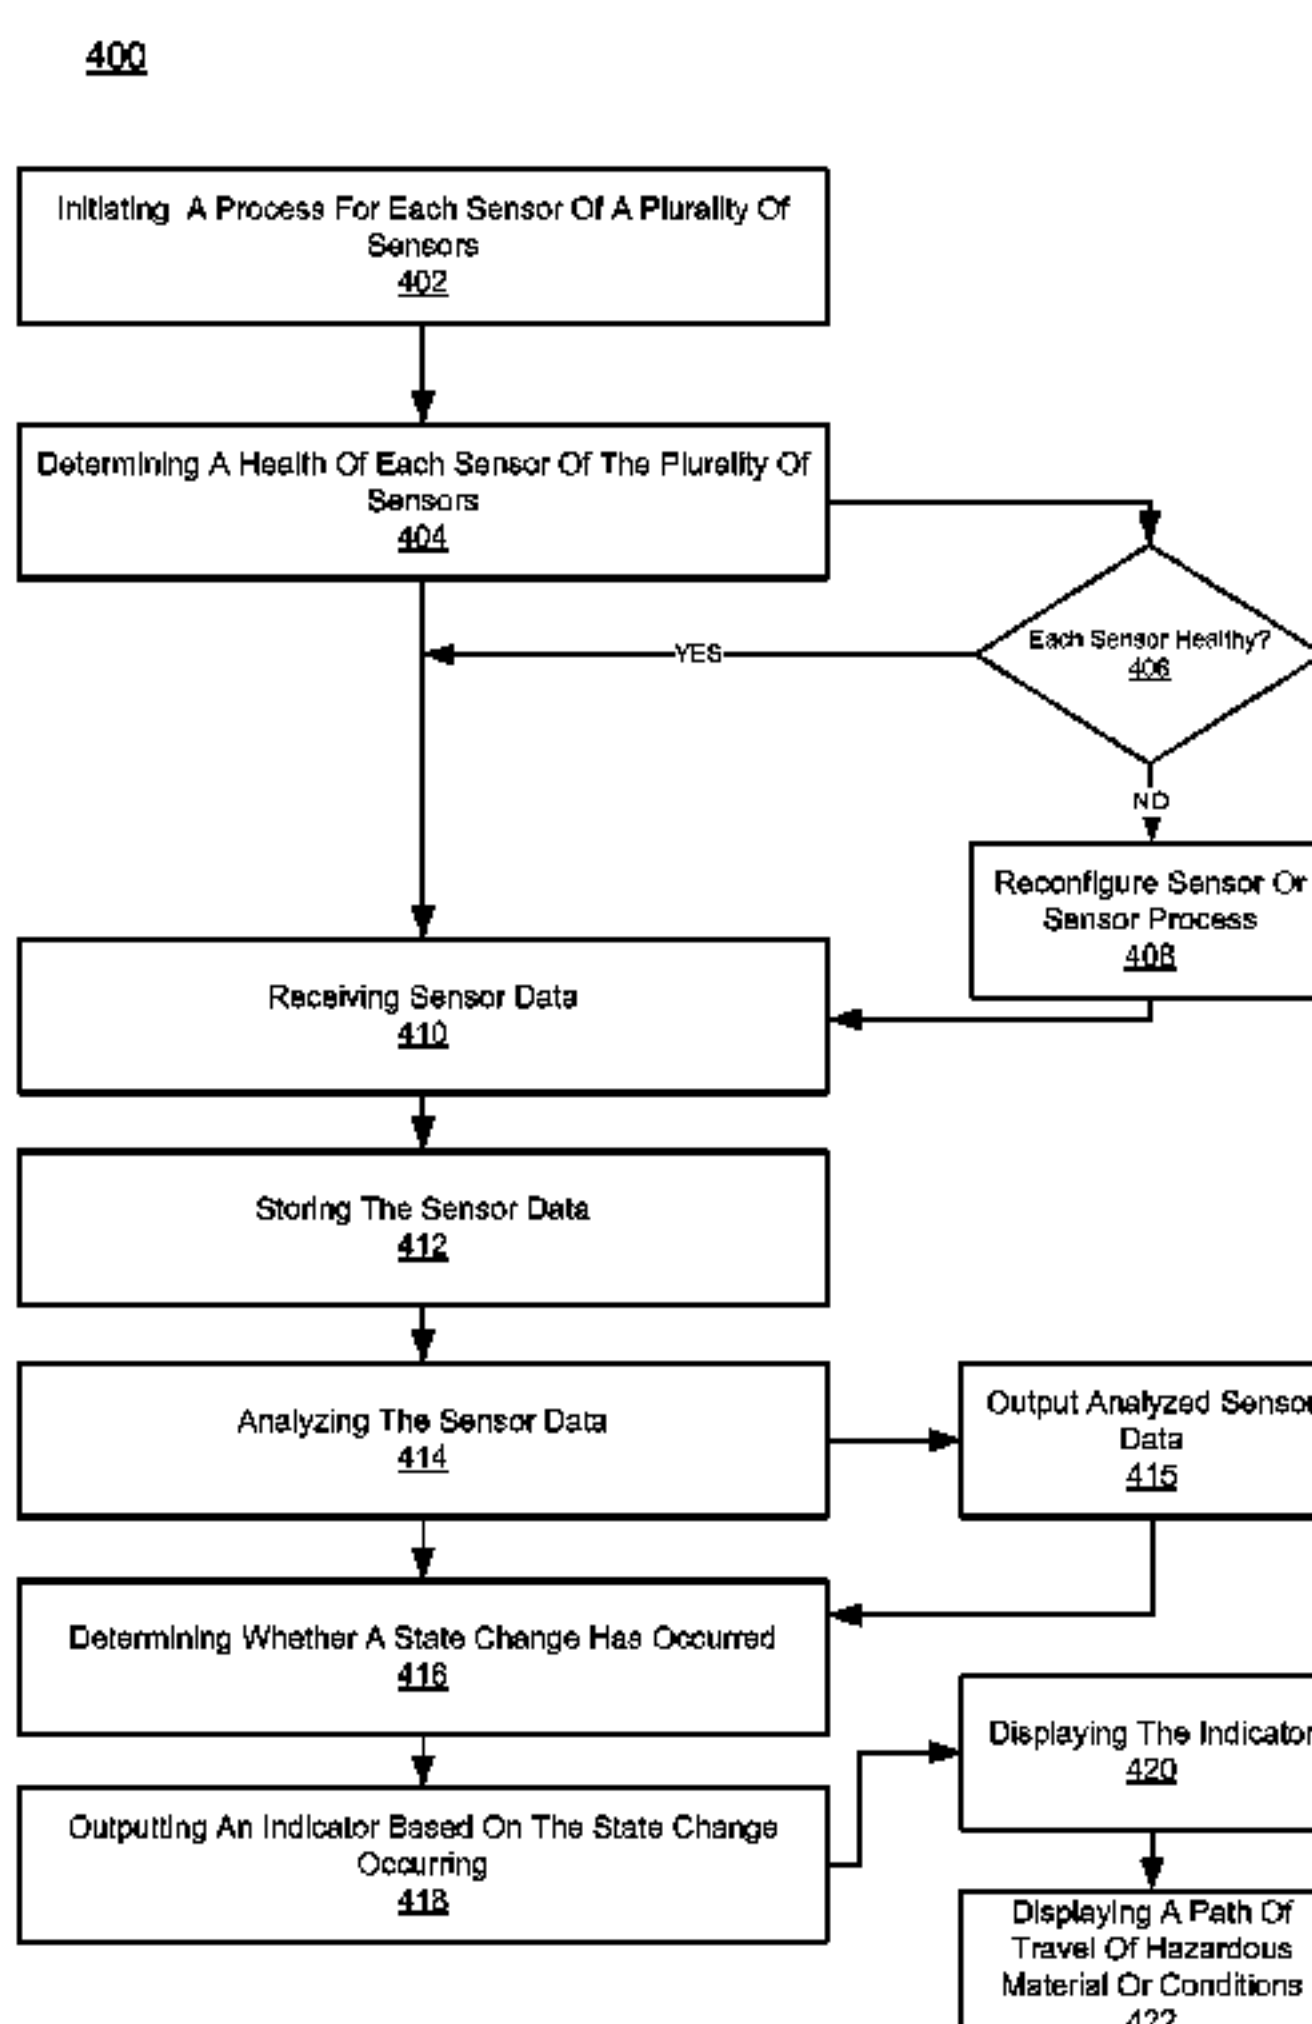 400
Initiating A Process For Each Sensor Of A Plurality Of
Sensors
402
Determining A Health Of Each Sensor Of The Plurality Of
Sensors
404
Each Sensor Healthy?
406
YES
NO
Reconfigure Sensor Or
Sensor Process
408
Receiving Sensor Data
410
Storing The Sensor Data
412
Analyzing The Sensor Data
414
Output Analyzed Sensor
Data
415
Determining Whether A State Change Has Occurred
416
Outputting An Indicator Based On The State Change
Occurring
418
Displaying The Indicator
420
Displaying A Path Of
Travel Of Hazardous
Material Or Conditions
422